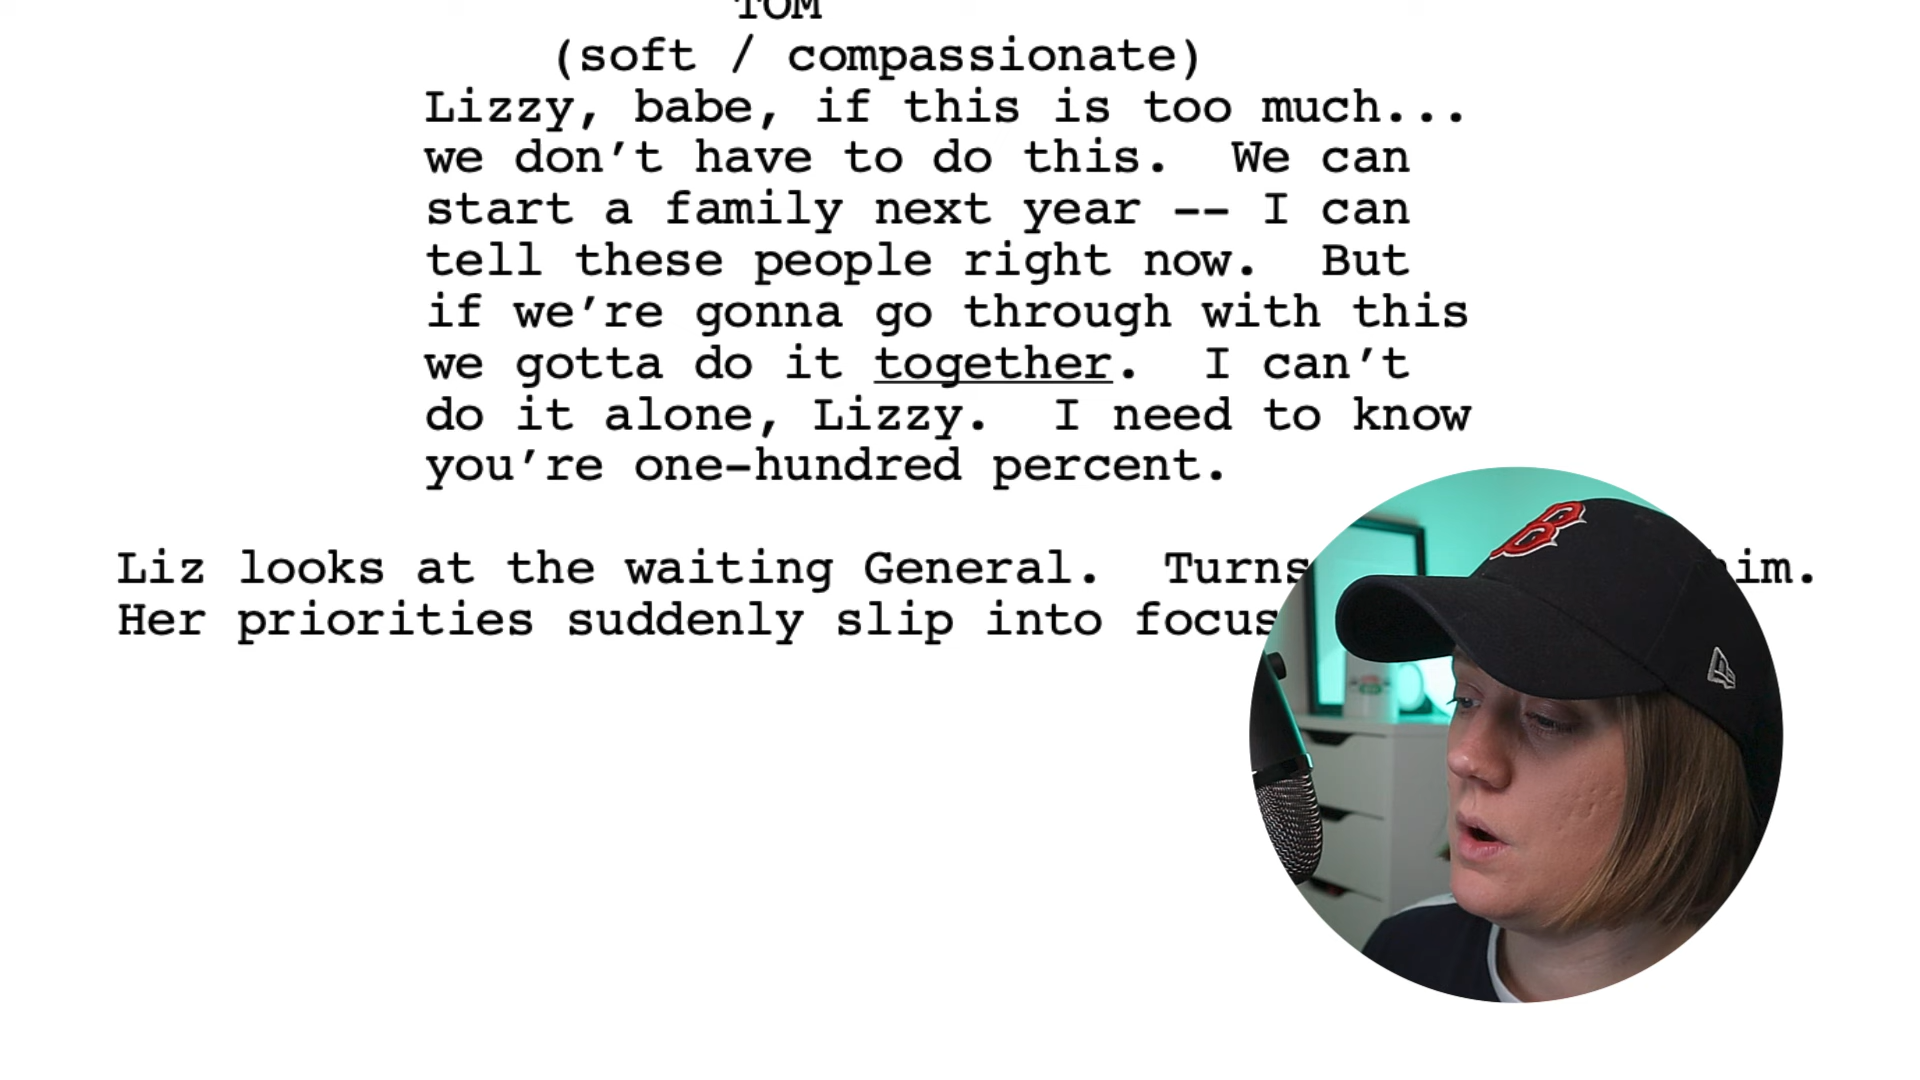 TOM
(soft / compassionate)
Lizzy, babe, if this is too much...
we don’t have to do this.  We can
start a family next year -- I can
tell these people right now.  But
if we’re gonna go through with this
we gotta do it together.  I can’t
do it alone, Lizzy.  I need to know
you’re one-hundred percent.
Liz looks at the waiting General.  Turns
Her priorities suddenly slip into focus
B